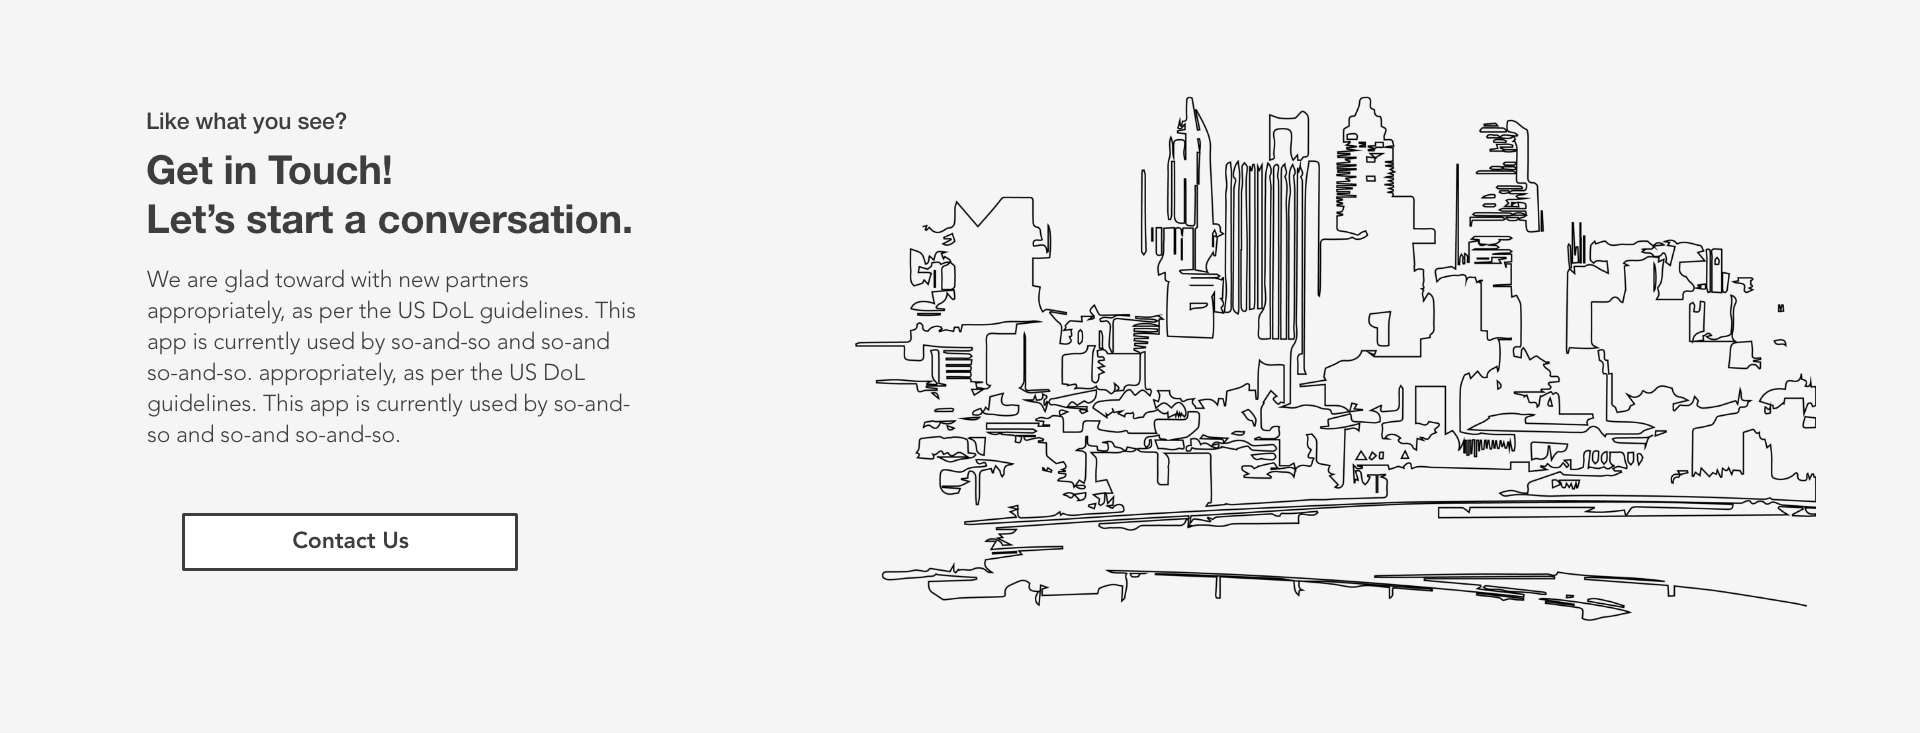 Like what you see?
Get in Touch!
Let’s start a conversation.
We are glad toward with new partners
appropriately, as per the US DoL guidelines. This
app is currently used by so-and-so and so-and
so-and-so. appropriately, as per the US DoL
guidelines. This app is currently used by so-and-
so and so-and so-and-so.
Contact Us